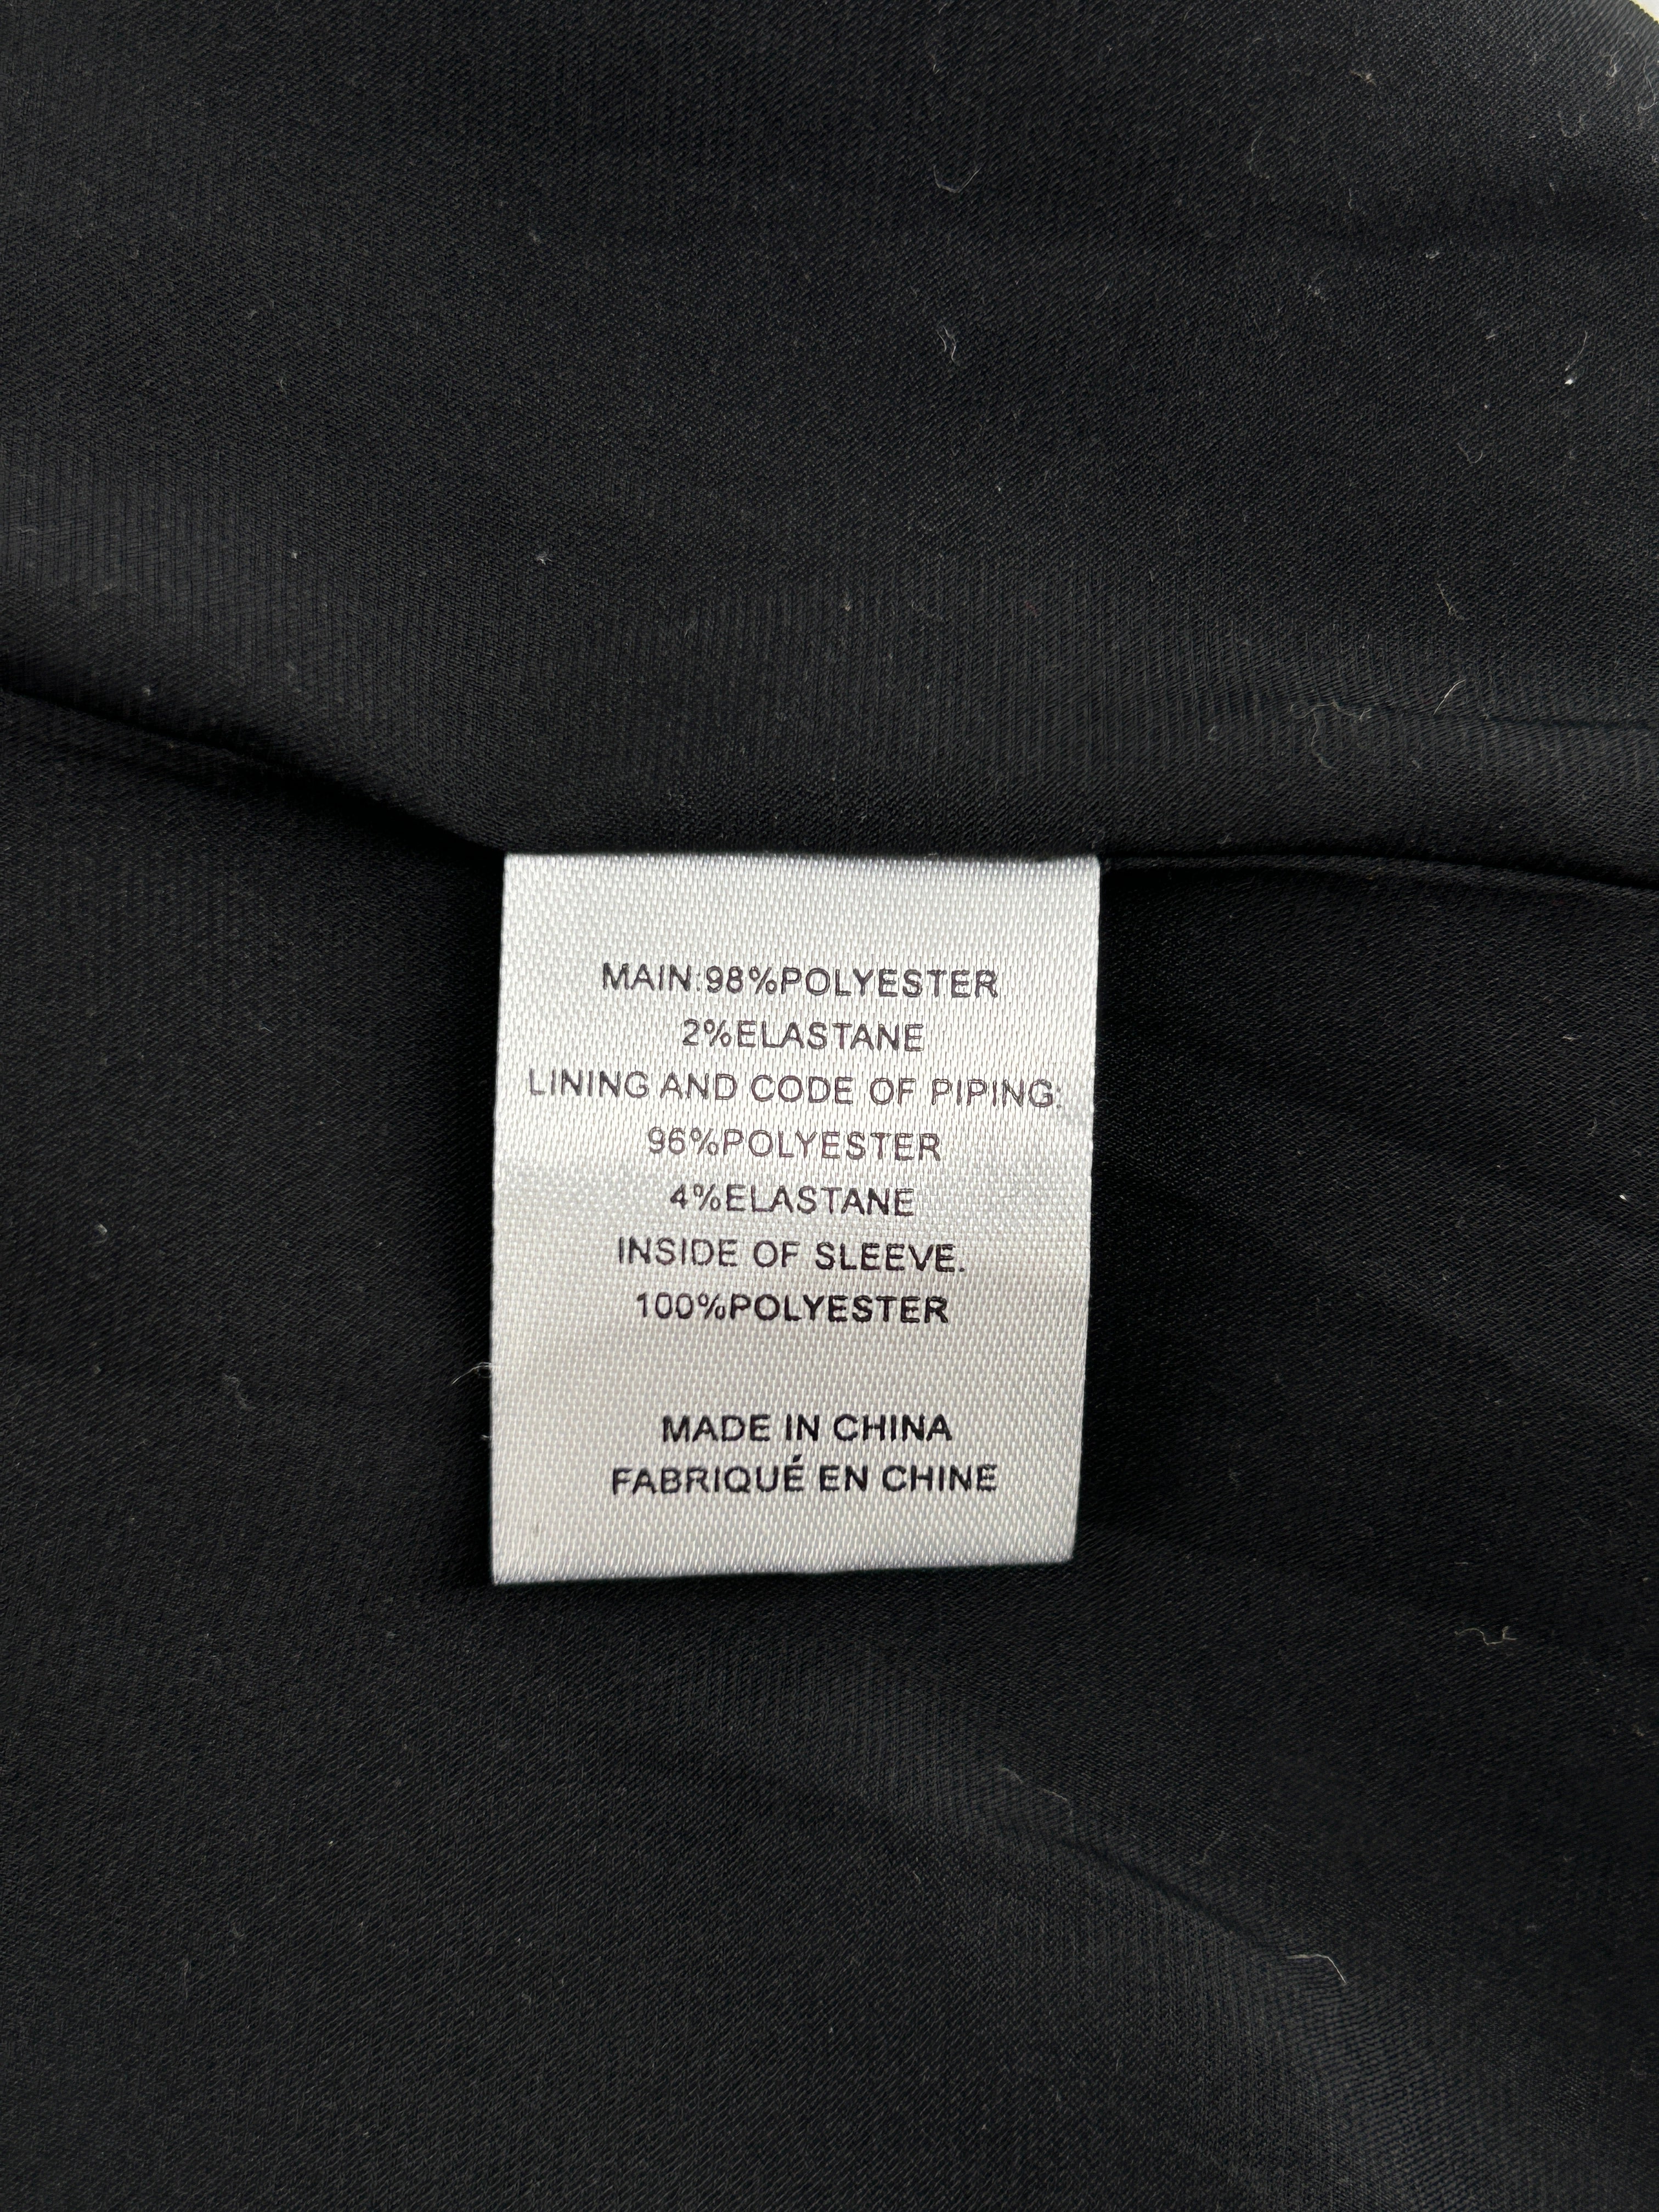 MAIN:98%POLYESTER
2%ELASTANE
LINING AND CODE OF PIPING:
96%POLYESTER
4%ELASTANE
INSIDE OF SLEEVE.
100%POLYESTER
MADE IN CHINA
FABRIQUÉ EN CHINE